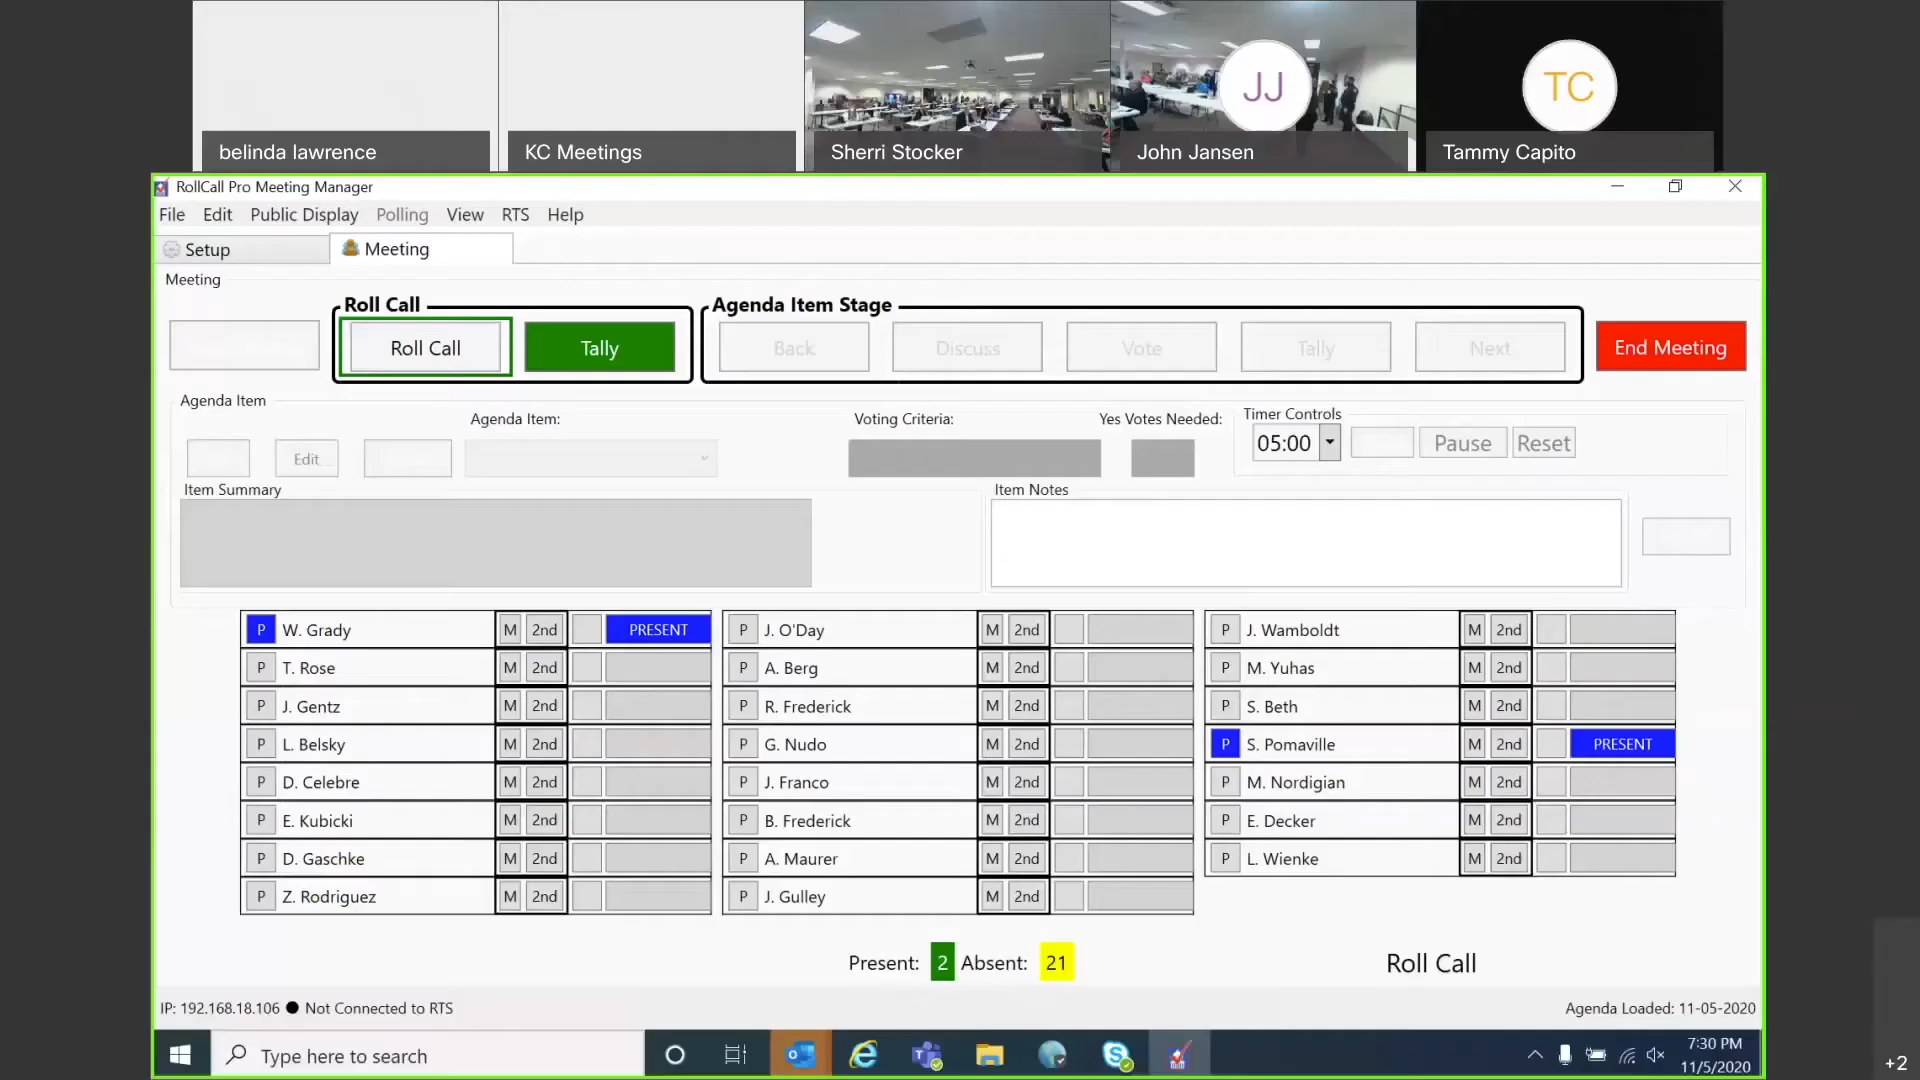 JJ
TC
belinda lawrence
KC Meetings
Sherri Stocker
John Jansen
Tammy Capito
RollCall Pro Meeting Manager
File Edit Public Display Polling View RTS Help
Setup
Meeting
Meeting
Roll Call
Agenda Item Stage
Roll Call
Tally
Back
Discuss
Vote
Tally
Next
End Meeting
Agenda Item
Agenda Item:
Voting Criteria:
Yes Votes Needed:
Timer Controls
Edit
05:00
Pause
Reset
Item Summary
Item Notes
P W. Grady M 2nd PRESENT
P T. Rose M 2nd
P J. Gentz M 2nd
P L. Belsky M 2nd
P D. Celebre M 2nd
P E. Kubicki M 2nd
P D. Gaschke M 2nd
P Z. Rodriguez M 2nd
P J. O'Day M 2nd
P A. Berg M 2nd
P R. Frederick M 2nd
P G. Nudo M 2nd
P J. Franco M 2nd
P B. Frederick M 2nd
P A. Maurer M 2nd
P J. Gulley M 2nd
P J. Wamboldt M 2nd
P M. Yuhas M 2nd
P S. Beth M 2nd
P S. Pomaville M 2nd PRESENT
P M. Nordigian M 2nd
P E. Decker M 2nd
P L. Wienke M 2nd
Present: 2 Absent: 21
Roll Call
IP: 192.168.18.106 ● Not Connected to RTS
Agenda Loaded: 11-05-2020
Type here to search
7:30 PM
11/5/2020
+2